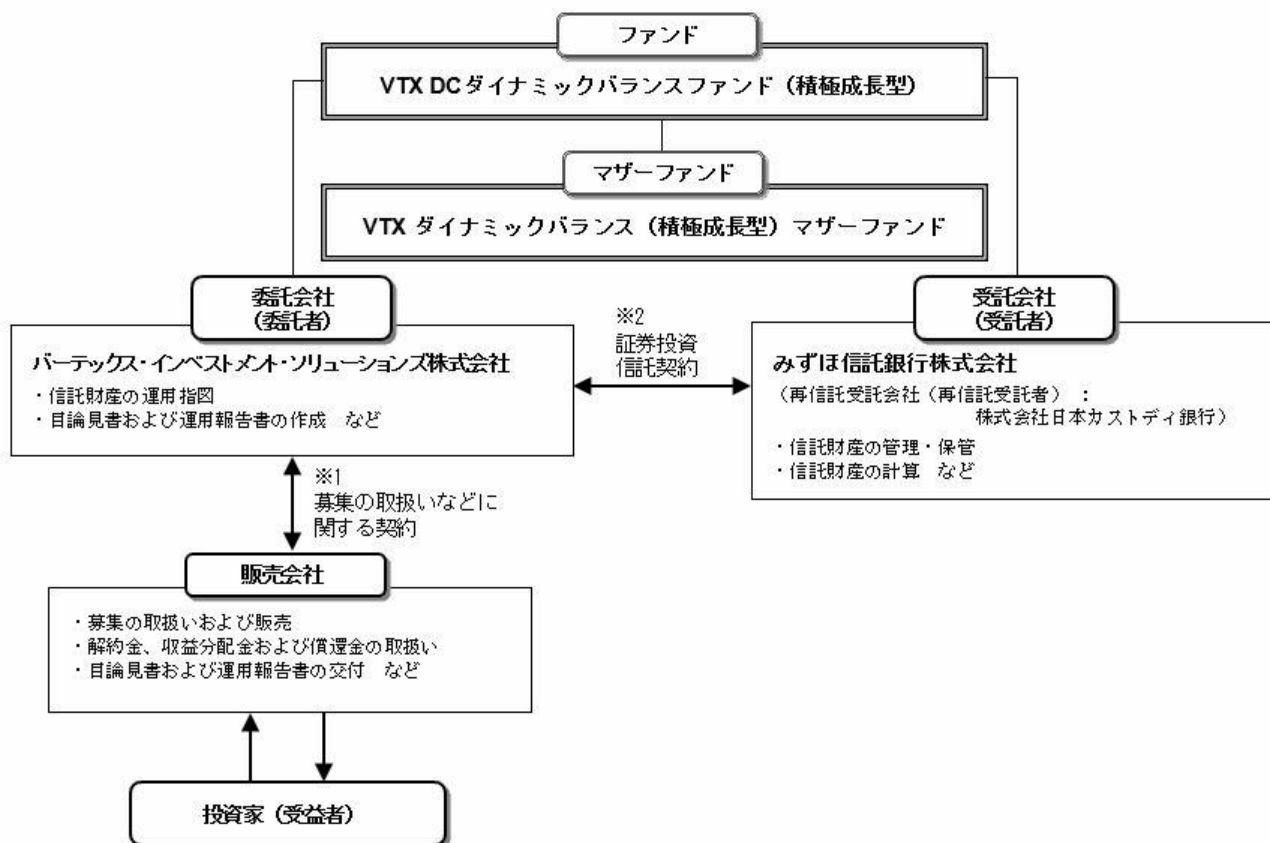 ファンド
VTX DCダイナミックバランスファンド（積極成長型）
マザーファンド
VTX ダイナミックバランス（積極成長型）マザーファンド
委託会社
（委託者）
バーテックス・インベストメント・ソリューションズ株式会社
・信託財産の運用指図
・目論見書および運用報告書の作成　など
※2
証券投資
信託契約
受託会社
（受託者）
みずほ信託銀行株式会社
（再信託受託会社（再信託受託者）　：
株式会社日本カストディ銀行）
・信託財産の管理・保管
・信託財産の計算　など
※1
募集の取扱いなどに
関する契約
販売会社
・募集の取扱いおよび販売
・解約金、収益分配金および償還金の取扱い
・目論見書および運用報告書の交付　など
投資家（受益者）